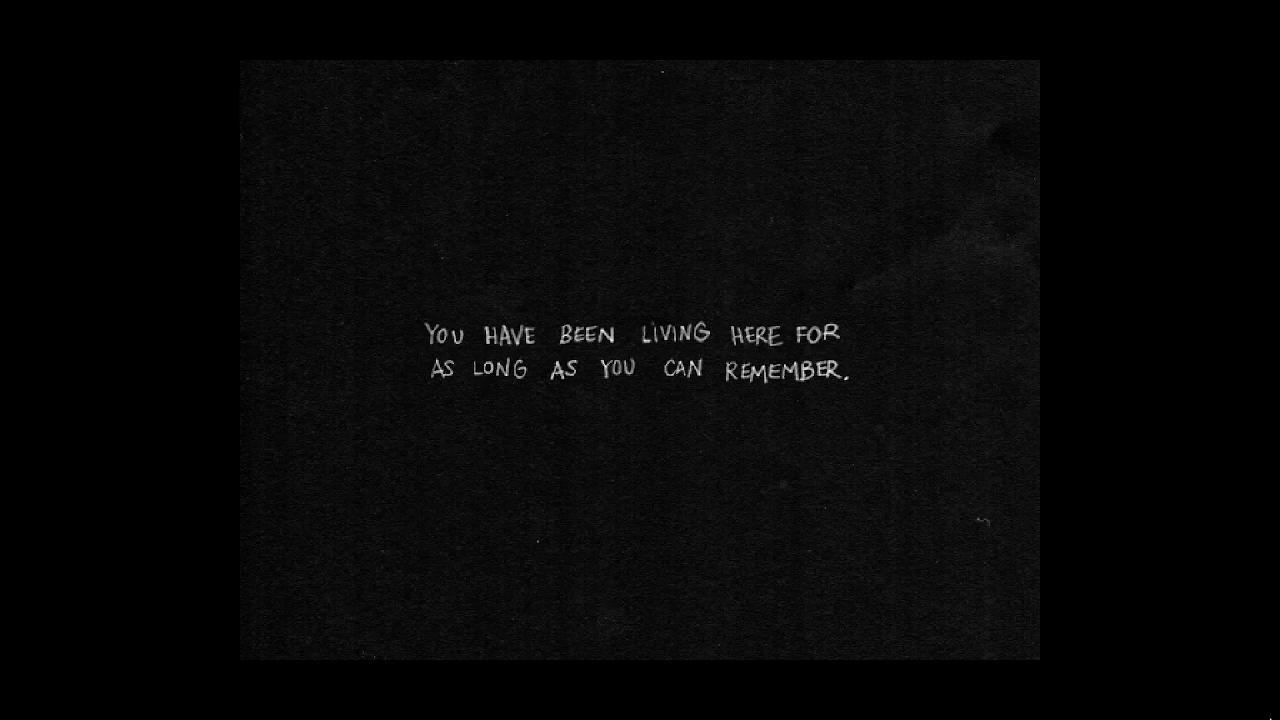 YOU HAVE BEEN LIVING HERE FOR
AS LONG AS YOU CAN REMEMBER.